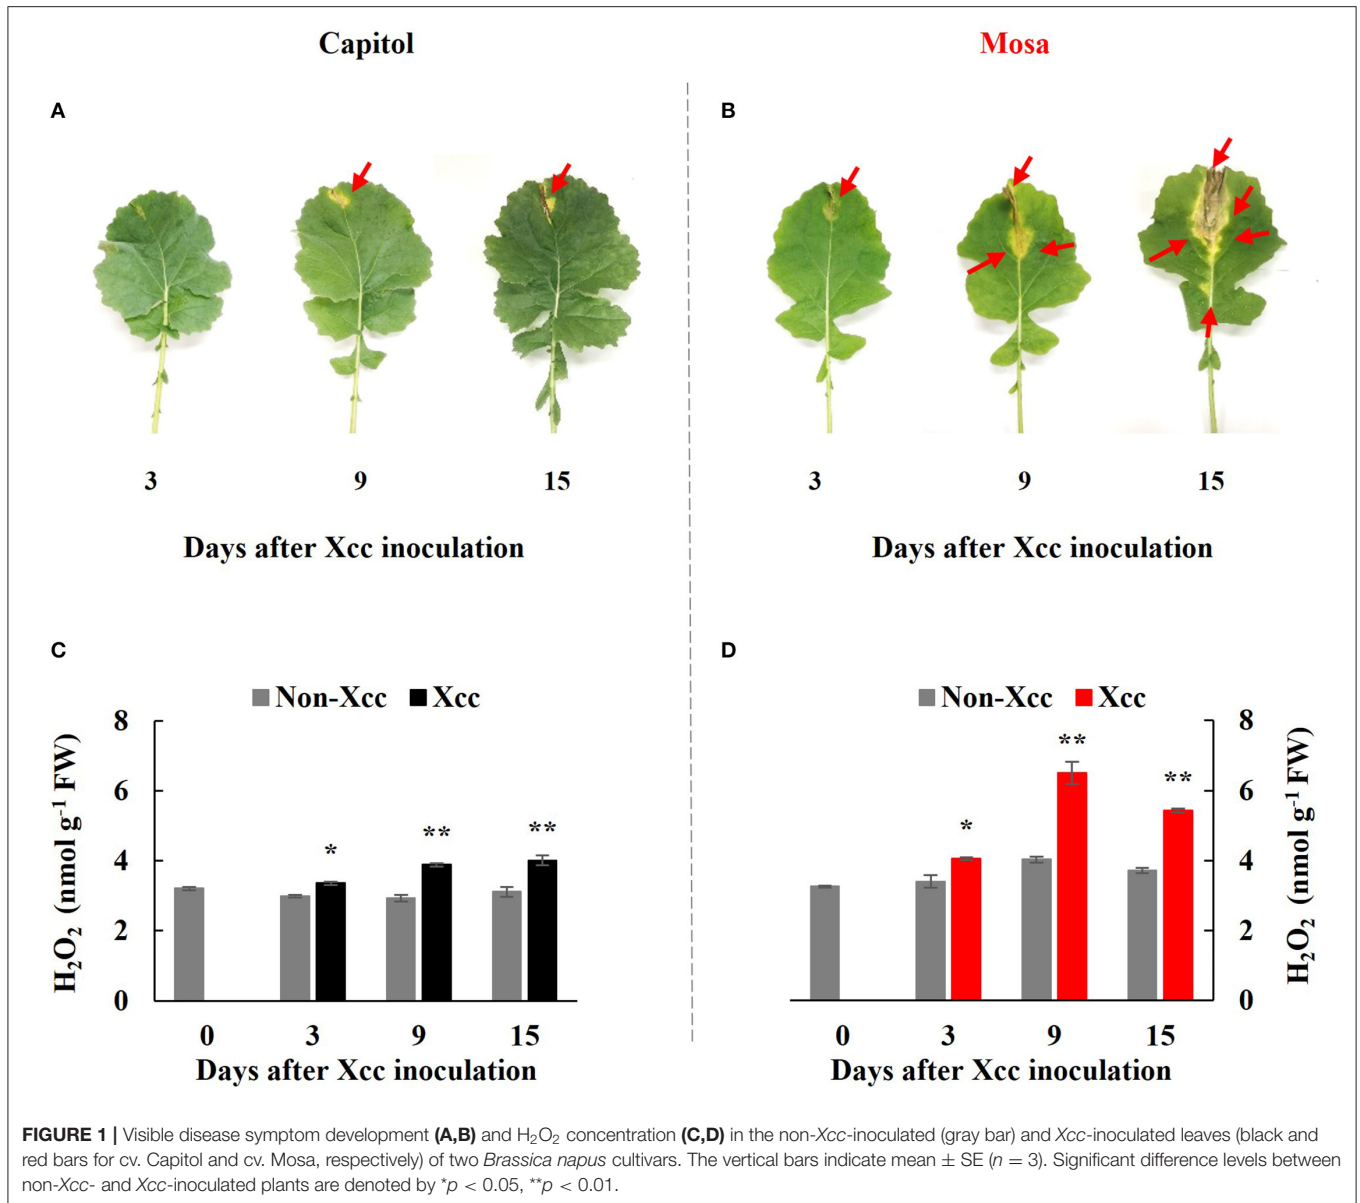 Capitol
Mosa
A
B
3 9 15
3 9 15
Days after Xcc inoculation
Days after Xcc inoculation
C
D
Non-Xcc Xcc
Non-Xcc Xcc
8
6
4
2
0
H₂O₂ (nmol g⁻¹ FW)
* ** **
0 3 9 15
Days after Xcc inoculation
* ** **
8
6
4
2
0
H₂O₂ (nmol g⁻¹ FW)
0 3 9 15
Days after Xcc inoculation
FIGURE 1 | Visible disease symptom development (A,B) and H₂O₂ concentration (C,D) in the non-Xcc-inoculated (gray bar) and Xcc-inoculated leaves (black and
red bars for cv. Capitol and cv. Mosa, respectively) of two Brassica napus cultivars. The vertical bars indicate mean ± SE (n = 3). Significant difference levels between
non-Xcc- and Xcc-inoculated plants are denoted by *p < 0.05, **p < 0.01.